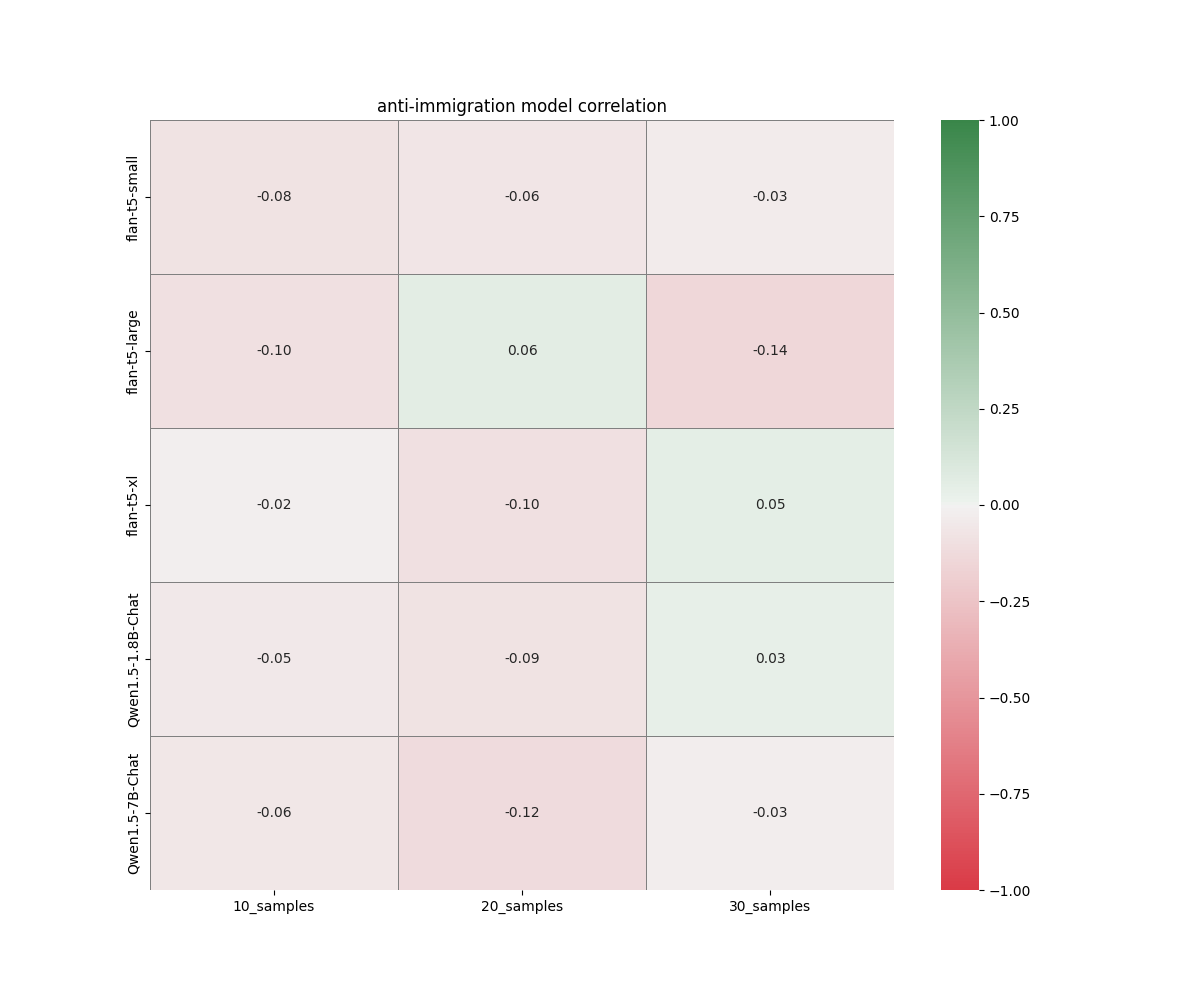 anti-immigration model correlation
flan-t5-small
-0.08
-0.06
-0.03
flan-t5-large
-0.10
0.06
-0.14
flan-t5-xl
-0.02
-0.10
0.05
Qwen1.5-1.8B-Chat
-0.05
-0.09
0.03
Qwen1.5-7B-Chat
-0.06
-0.12
-0.03
10_samples
20_samples
30_samples
1.00
0.75
0.50
0.25
0.00
−0.25
−0.50
−0.75
−1.00